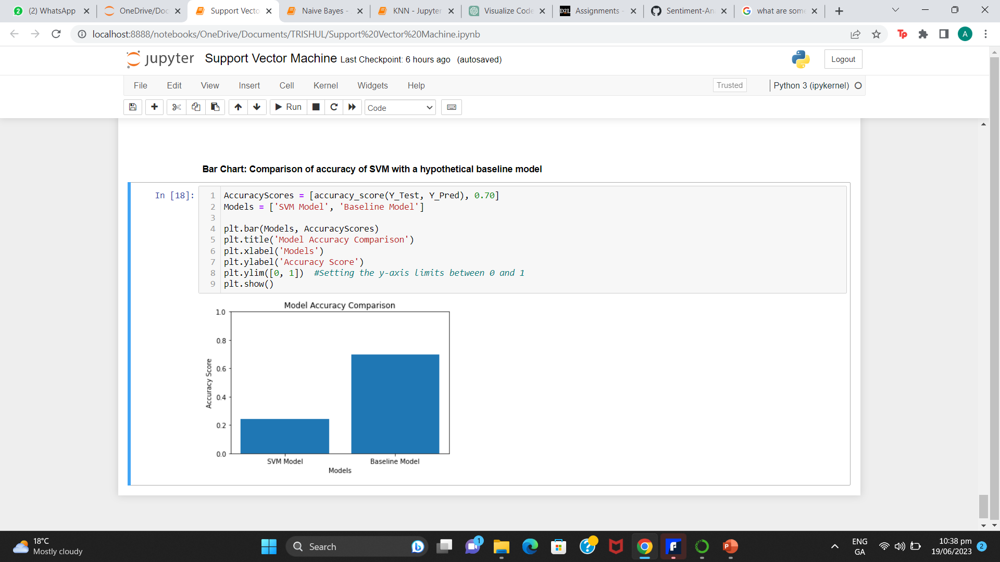 (2) WhatsApp
OneDrive/Doc
Support Vecto
Naive Bayes -
KNN - Jupyter
Visualize Code
D2L Assignments -
Sentiment-An
what are som
localhost:8888/notebooks/OneDrive/Documents/TRISHUL/Support%20Vector%20Machine.ipynb
Tp
A
jupyter Support Vector Machine Last Checkpoint: 6 hours ago (autosaved)
Logout
File Edit View Insert Cell Kernel Widgets Help
Trusted
Python 3 (ipykernel)
Run
Code
Bar Chart: Comparison of accuracy of SVM with a hypothetical baseline model
In [18]:
1 AccuracyScores = [accuracy_score(Y_Test, Y_Pred), 0.70]
2 Models = ['SVM Model', 'Baseline Model']
3
4 plt.bar(Models, AccuracyScores)
5 plt.title('Model Accuracy Comparison')
6 plt.xlabel('Models')
7 plt.ylabel('Accuracy Score')
8 plt.ylim([0, 1])  #Setting the y-axis limits between 0 and 1
9 plt.show()
Model Accuracy Comparison
1.0
0.8
0.6
0.4
0.2
0.0
Accuracy Score
SVM Model Baseline Model
Models
18°C
Mostly cloudy
Search
1
ENG
GA
10:38 pm
19/06/2023
2